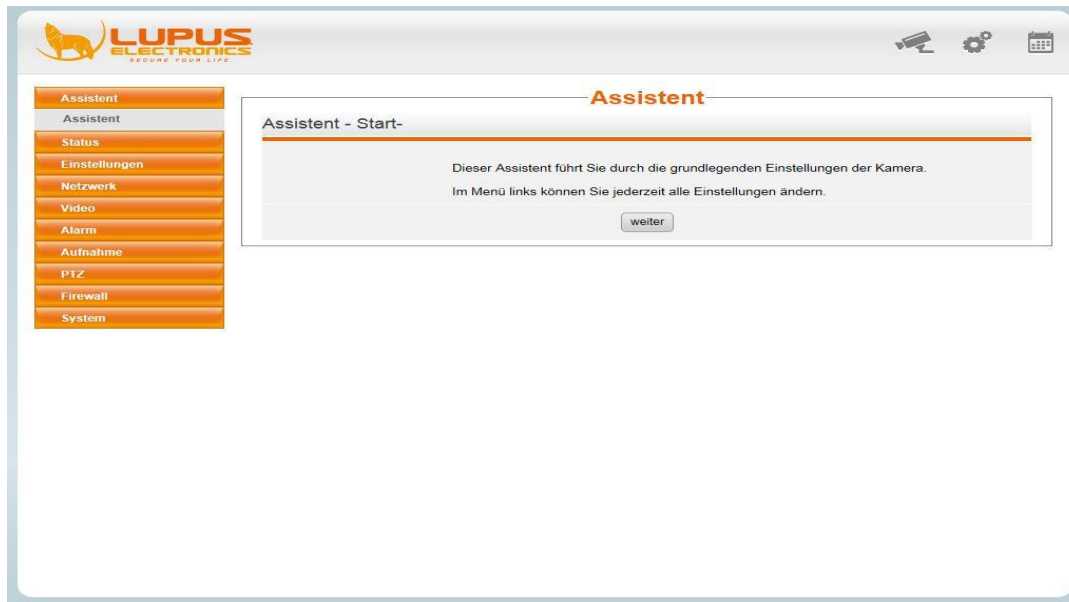 LUPUS
ELECTRONICS
SECURE YOUR LIFE.
Assistent
Assistent
Status
Einstellungen
Netzwerk
Video
Alarm
Aufnahme
PTZ
Firewall
System
Assistent
Assistent - Start-
Dieser Assistent führt Sie durch die grundlegenden Einstellungen der Kamera.
Im Menü links können Sie jederzeit alle Einstellungen ändern.
weiter